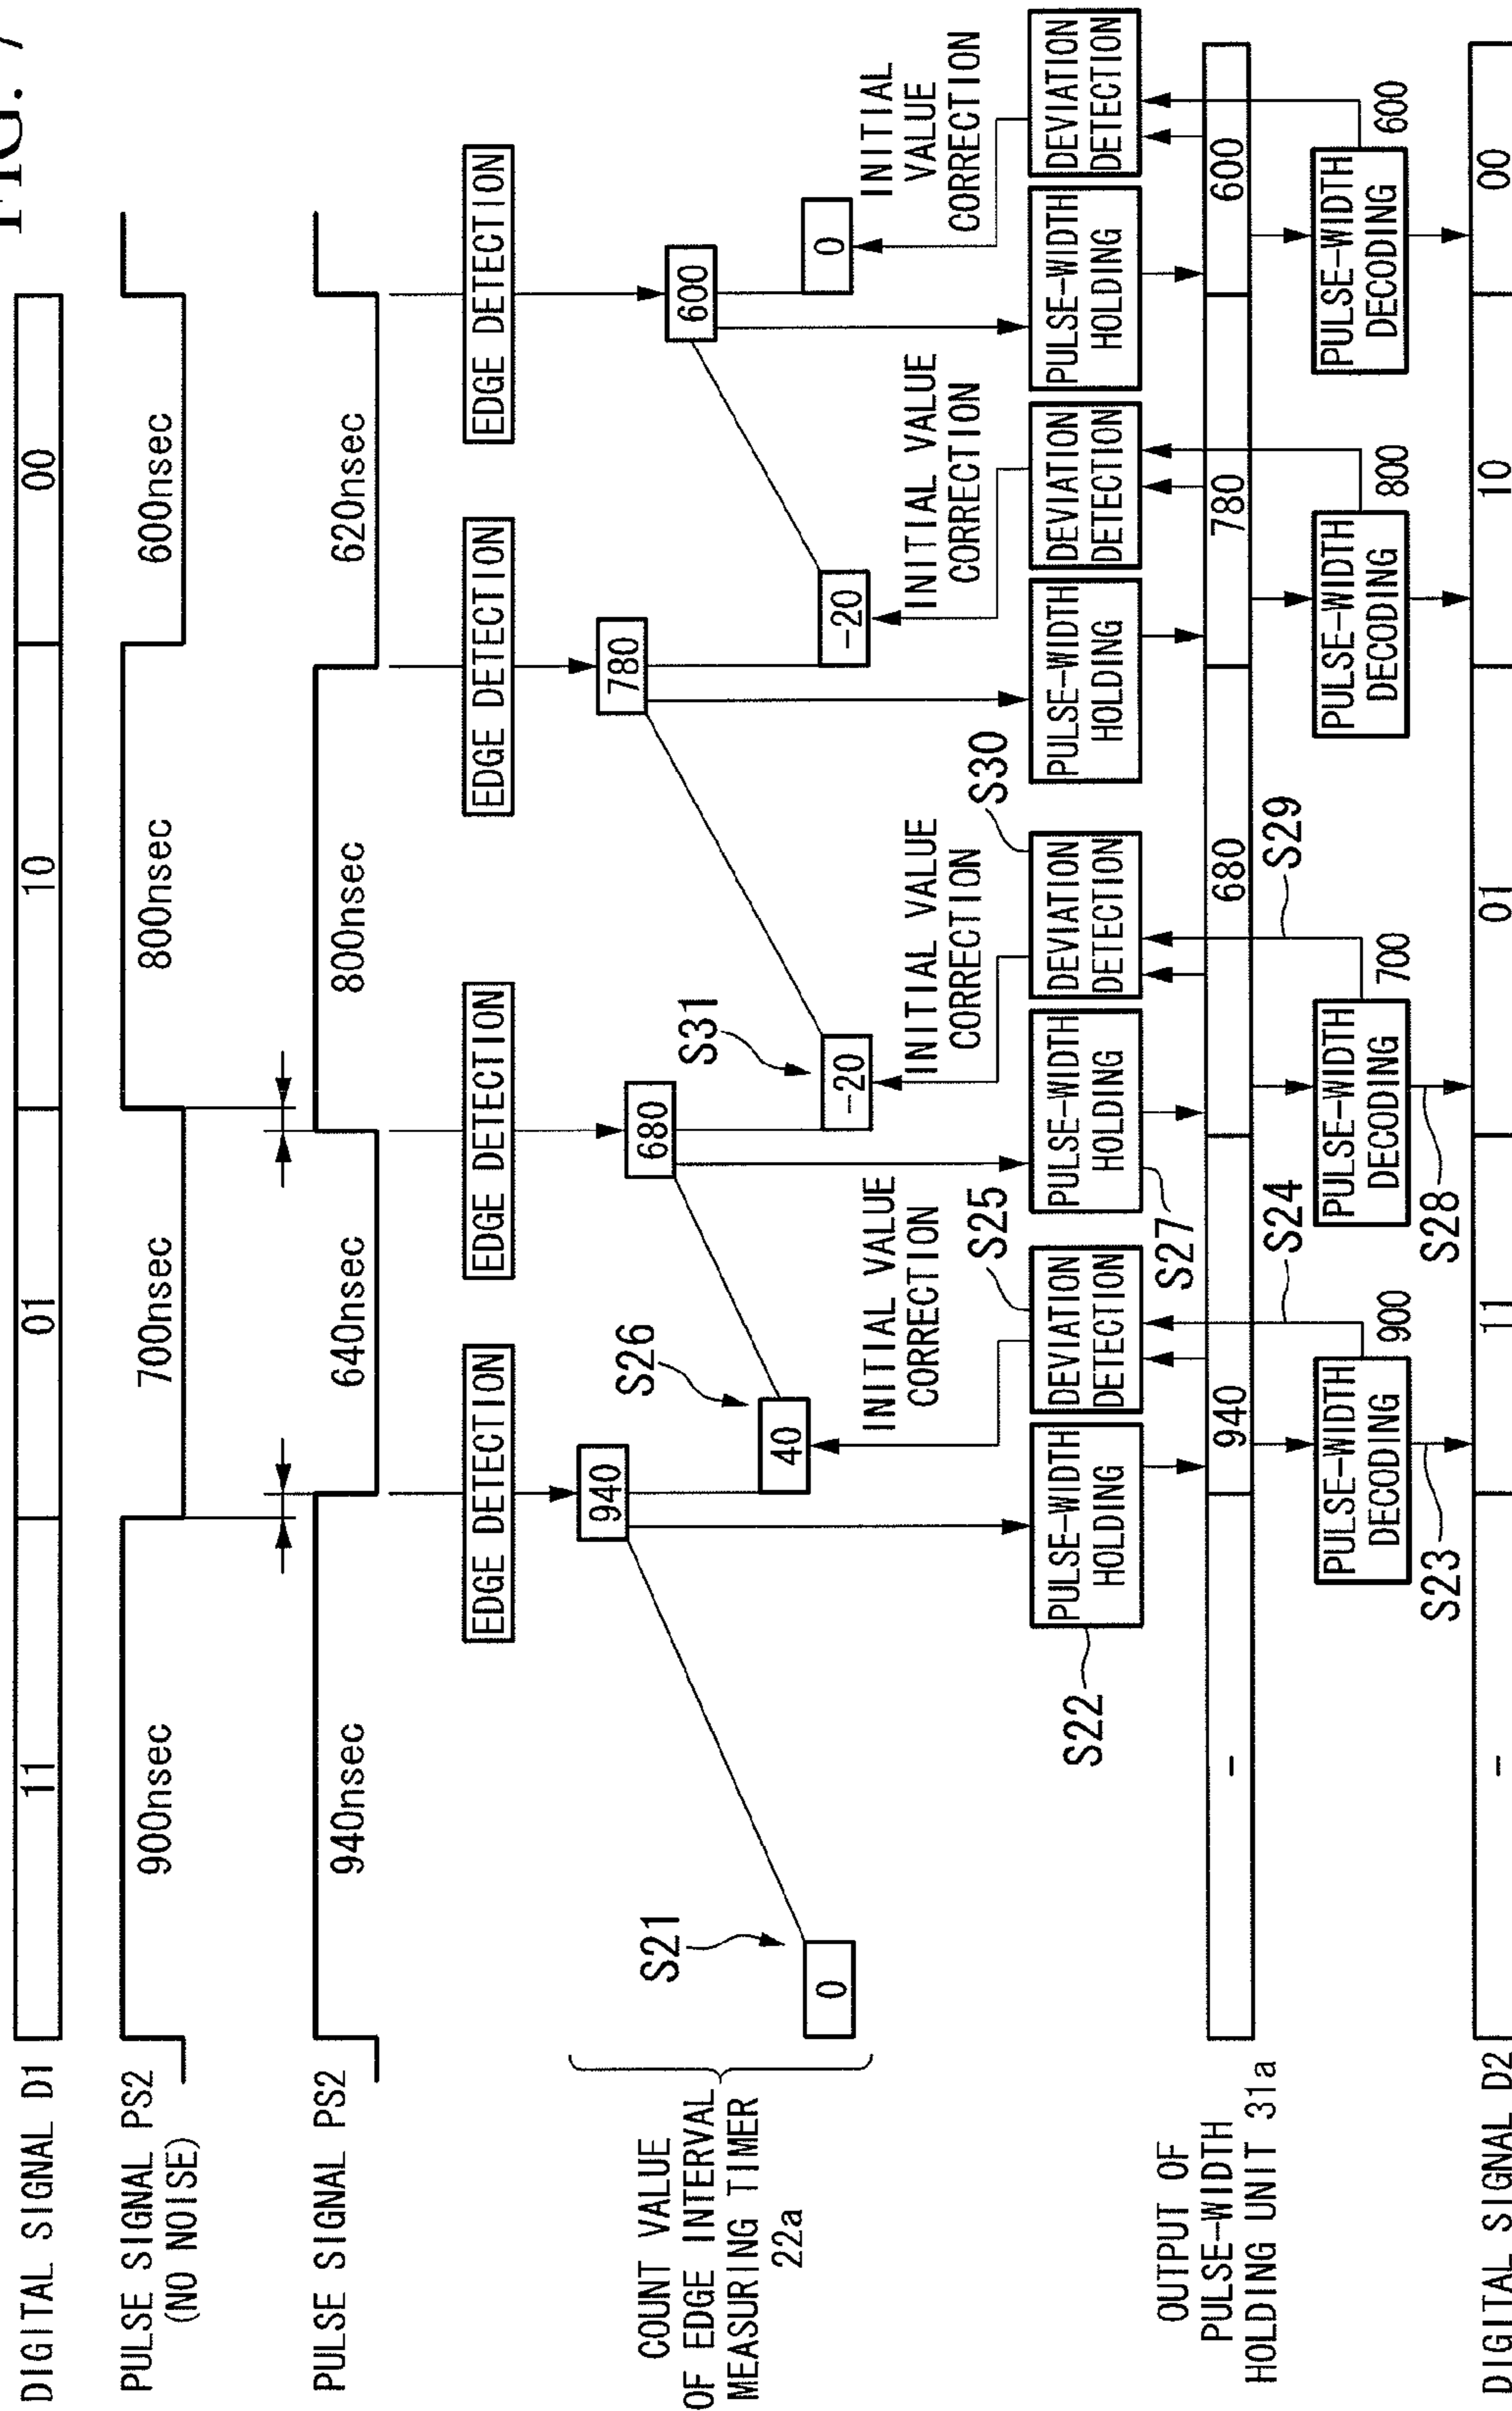 FIG. 7
DIGITAL SIGNAL D1
11
01
10
00
PULSE SIGNAL PS2
(NO NOISE)
900nsec
700nsec
800nsec
600nsec
PULSE SIGNAL PS2
940nsec
640nsec
800nsec
620nsec
EDGE DETECTION
EDGE DETECTION
EDGE DETECTION
EDGE DETECTION
COUNT VALUE
OF EDGE INTERVAL
MEASURING TIMER
22a
S21
0
940
S26
40
680
S31
-20
780
-20
600
0
INITIAL VALUE
CORRECTION
INITIAL VALUE
CORRECTION
INITIAL VALUE
CORRECTION
INITIAL
VALUE
CORRECTION
S22
PULSE-WIDTH
HOLDING
S25
DEVIATION
DETECTION
S27
PULSE-WIDTH
HOLDING
S30
DEVIATION
DETECTION
PULSE-WIDTH
HOLDING
DEVIATION
DETECTION
PULSE-WIDTH
HOLDING
DEVIATION
DETECTION
OUTPUT OF
PULSE-WIDTH
HOLDING UNIT 31a
-
940
680
780
600
S24
S29
PULSE-WIDTH
DECODING
900
PULSE-WIDTH
DECODING
700
PULSE-WIDTH
DECODING
800
PULSE-WIDTH
DECODING
600
S23
S28
DIGITAL SIGNAL D2
-
11
01
10
00